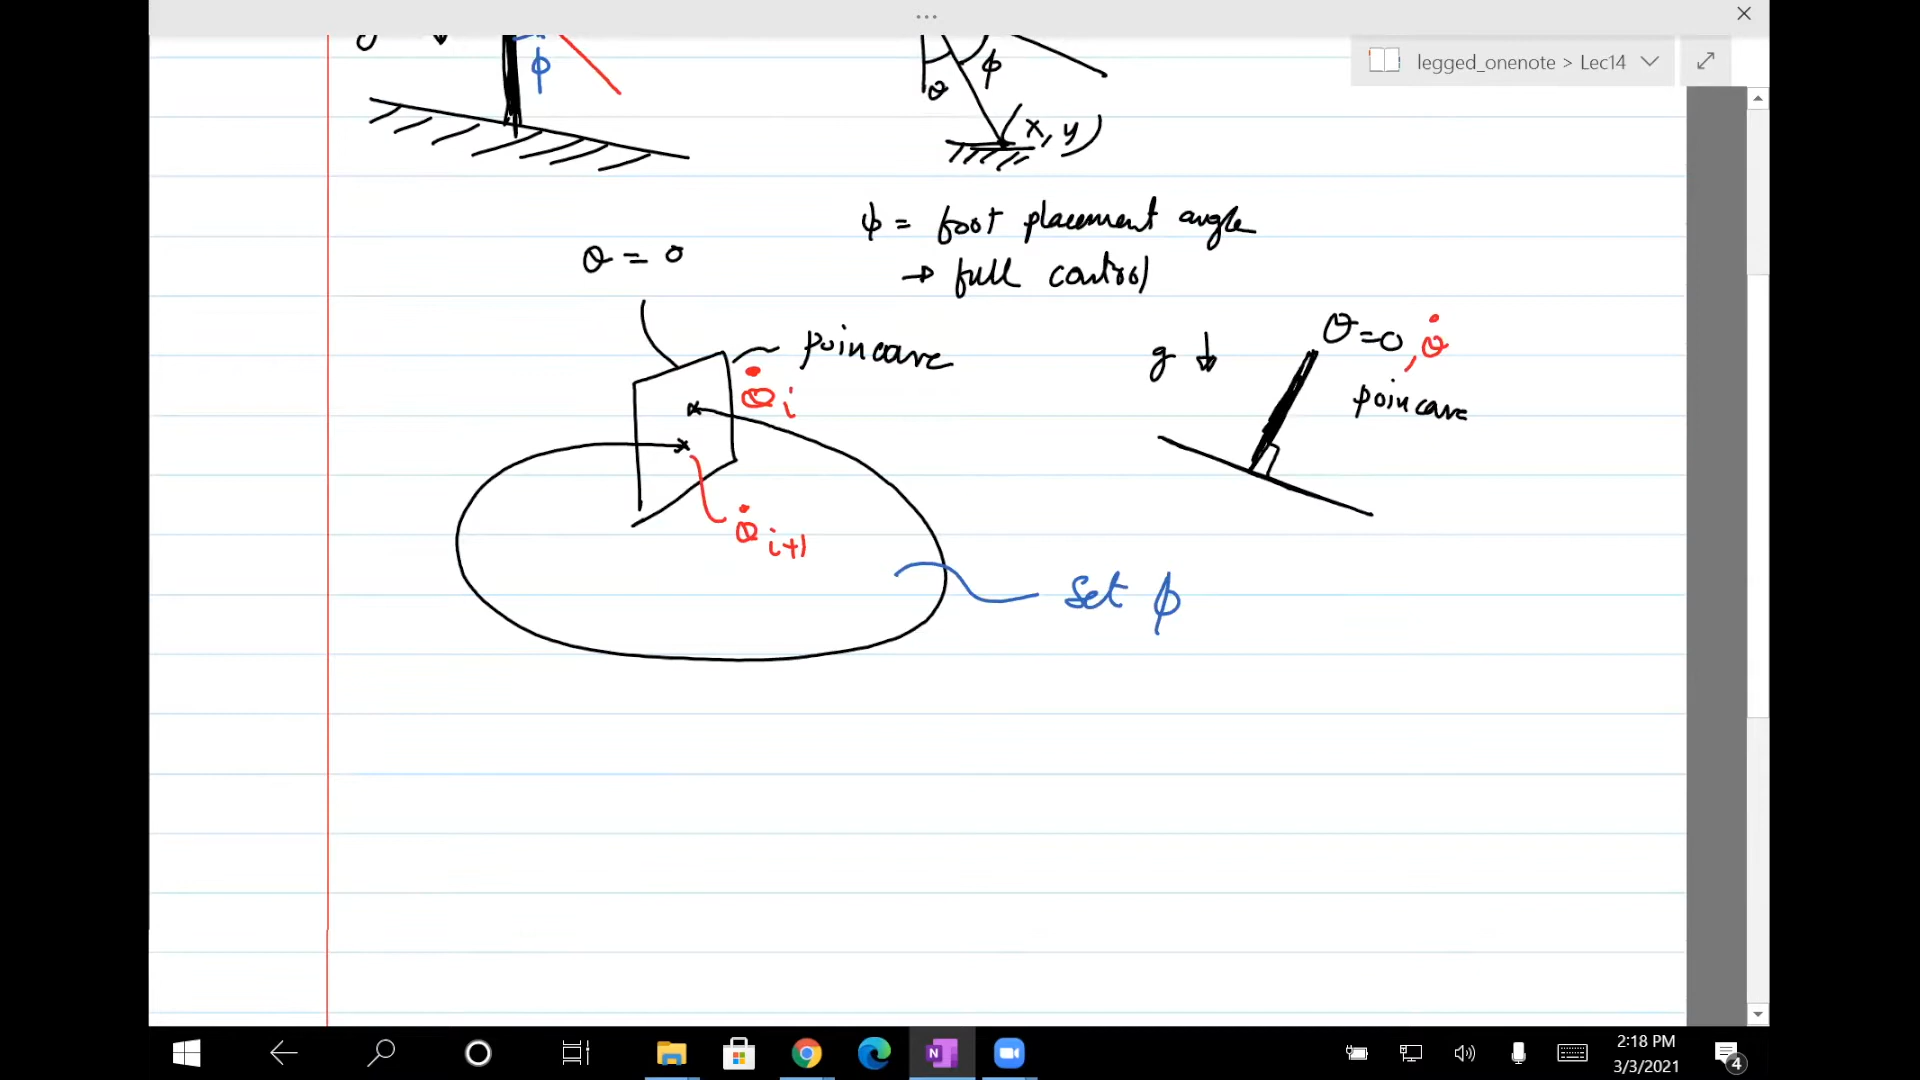 legged_onenote > Lec14
ϕ
ϕ
θ
(x, y)
ϕ = foot placement angle
→ full control
θ = 0
poincare
g ↓
θ=0, θ̇
poincare
θ̇ i
θ̇ i+1
Set ϕ
2:18 PM
3/3/2021
4